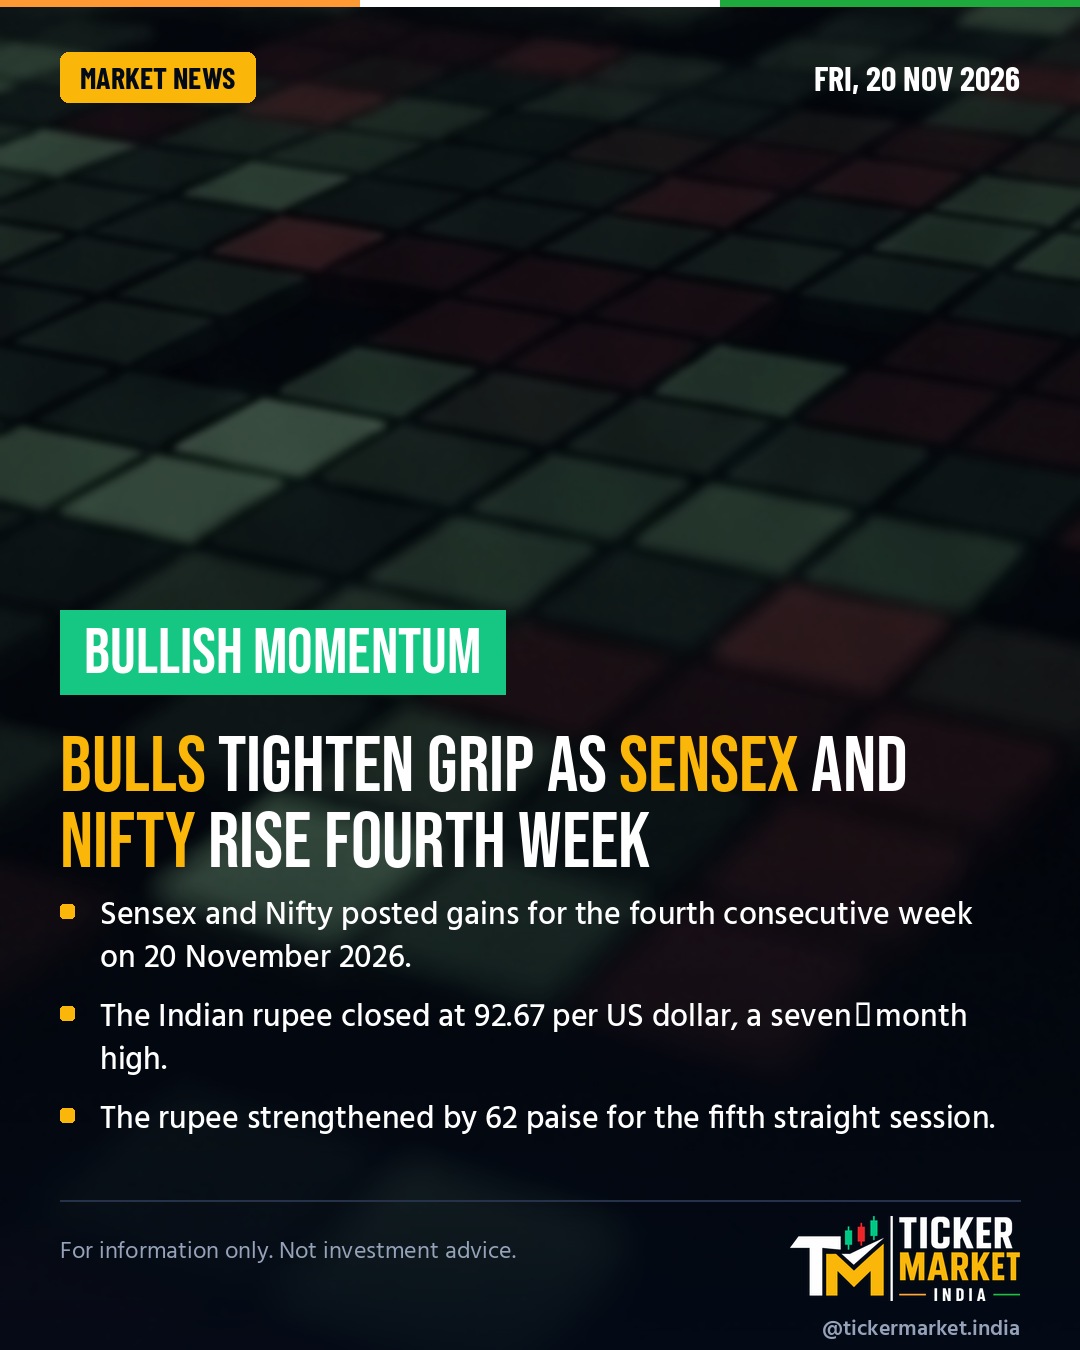 MARKET NEWS
FRI, 20 NOV 2026
BULLISH MOMENTUM
BULLS TIGHTEN GRIP AS SENSEX AND
NIFTY RISE FOURTH WEEK
Sensex and Nifty posted gains for the fourth consecutive week
on 20 November 2026.
The Indian rupee closed at 92.67 per US dollar, a seven▯month
high.
The rupee strengthened by 62 paise for the fifth straight session.
For information only. Not investment advice.
TM
TICKER
MARKET
INDIA
@tickermarket.india